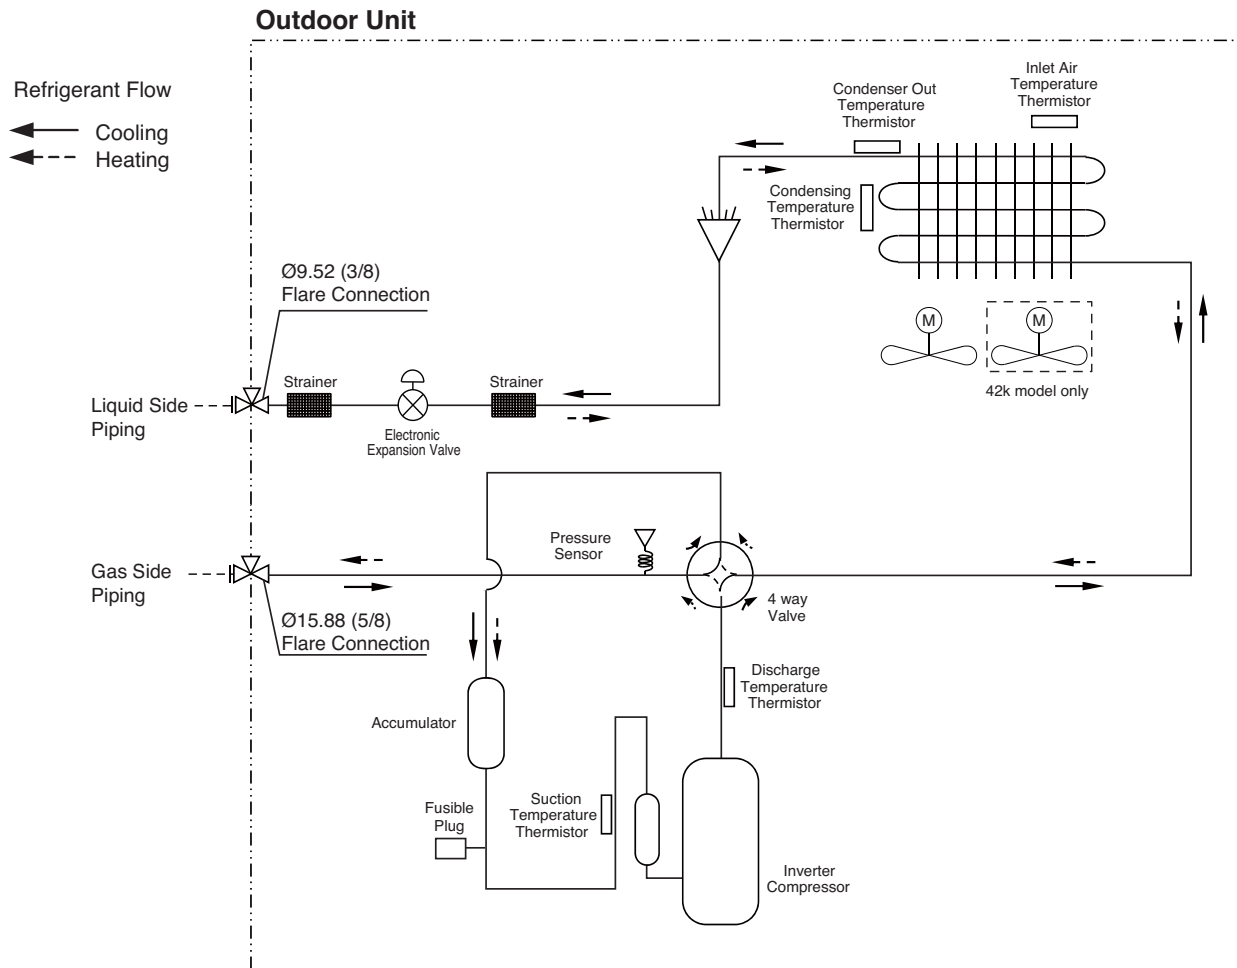 Outdoor Unit
Refrigerant Flow
Cooling
Heating
Inlet Air
Temperature
Thermistor
Condenser Out
Temperature
Thermistor
Condensing
Temperature
Thermistor
Ø9.52 (3/8)
Flare Connection
M
M
42k model only
Strainer
Strainer
Liquid Side
Piping
Electronic
Expansion Valve
Pressure
Sensor
Gas Side
Piping
4 way
Valve
Ø15.88 (5/8)
Flare Connection
Discharge
Temperature
Thermistor
Accumulator
Suction
Temperature
Thermistor
Fusible
Plug
Inverter
Compressor